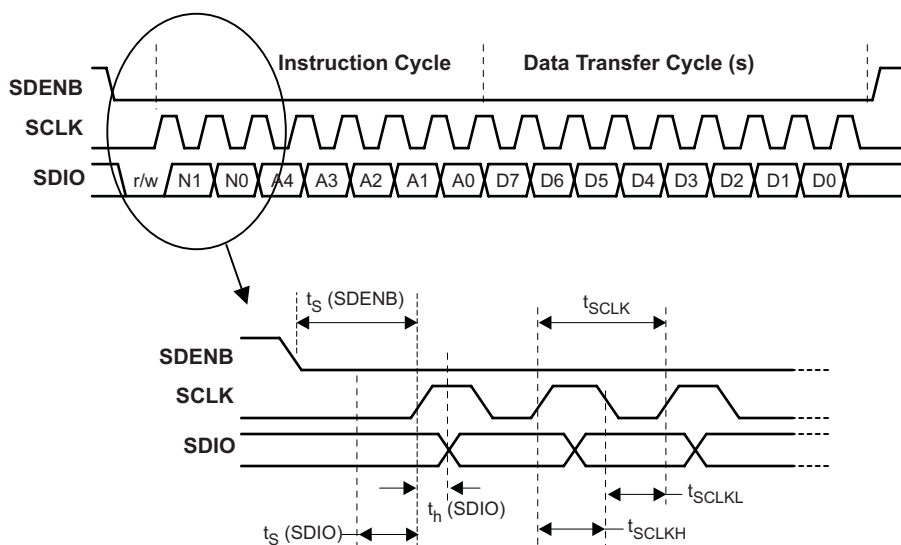 Instruction Cycle Data Transfer Cycle (s)
SDENB
SCLK
SDIO r/w N1 N0 A4 A3 A2 A1 A0 D7 D6 D5 D4 D3 D2 D1 D0
tS (SDENB) tSCLK
SDENB
SCLK
SDIO
th (SDIO) tSCLKL
tS (SDIO) tSCLKH